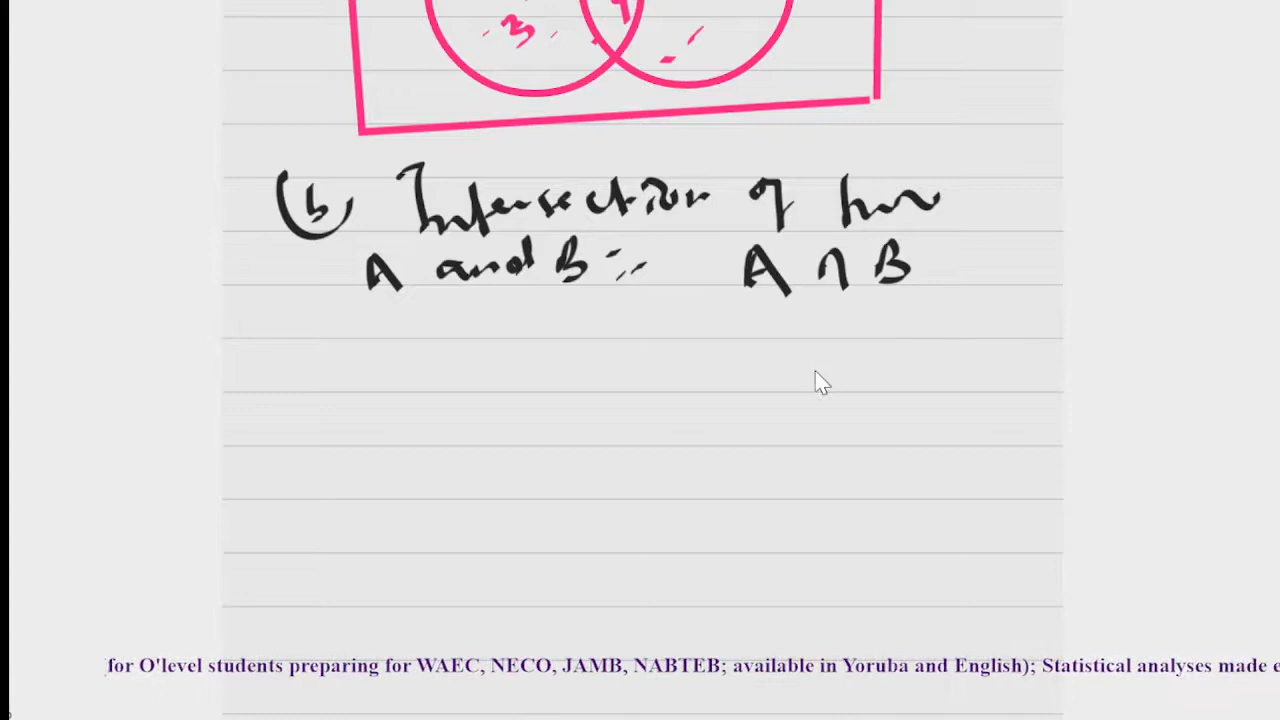 3
(b) Intersection of two
A and B :- A ∩ B
for O'level students preparing for WAEC, NECO, JAMB, NABTEB; available in Yoruba and English); Statistical analyses made e